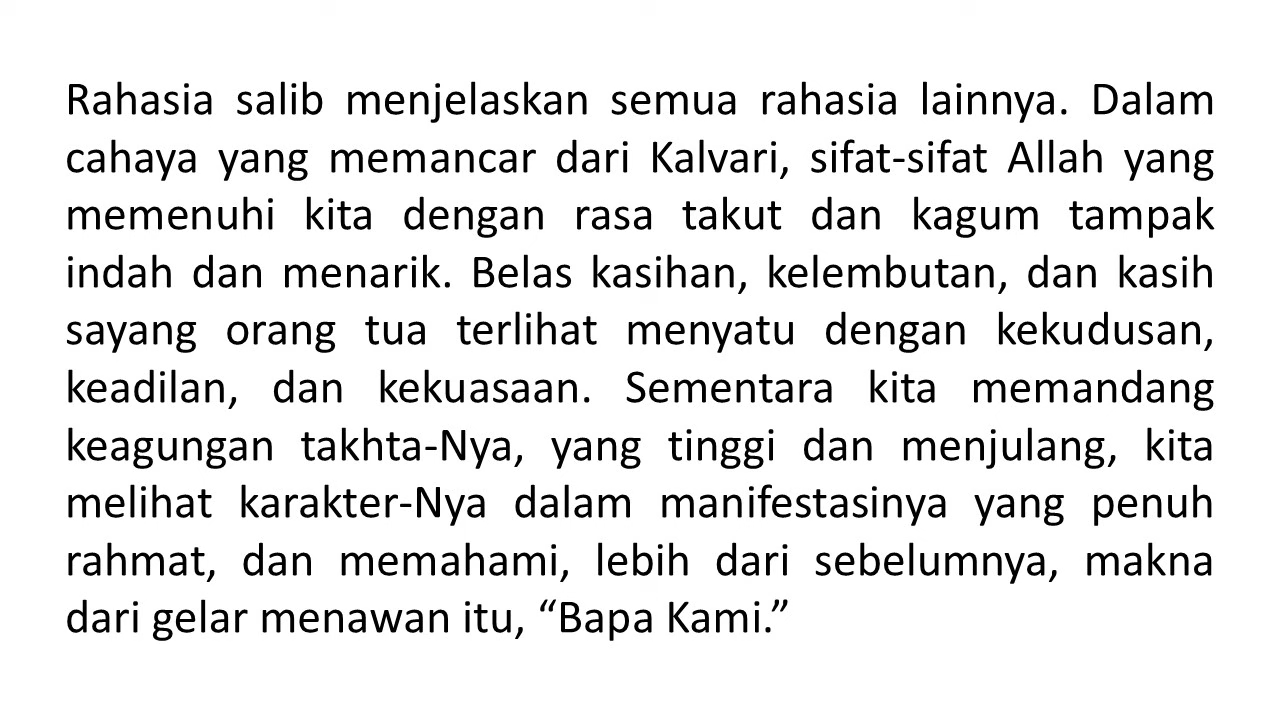 Rahasia salib menjelaskan semua rahasia lainnya. Dalam
cahaya yang memancar dari Kalvari, sifat-sifat Allah yang
memenuhi kita dengan rasa takut dan kagum tampak
indah dan menarik. Belas kasihan, kelembutan, dan kasih
sayang orang tua terlihat menyatu dengan kekudusan,
keadilan, dan kekuasaan. Sementara kita memandang
keagungan takhta-Nya, yang tinggi dan menjulang, kita
melihat karakter-Nya dalam manifestasinya yang penuh
rahmat, dan memahami, lebih dari sebelumnya, makna
dari gelar menawan itu, “Bapa Kami.”